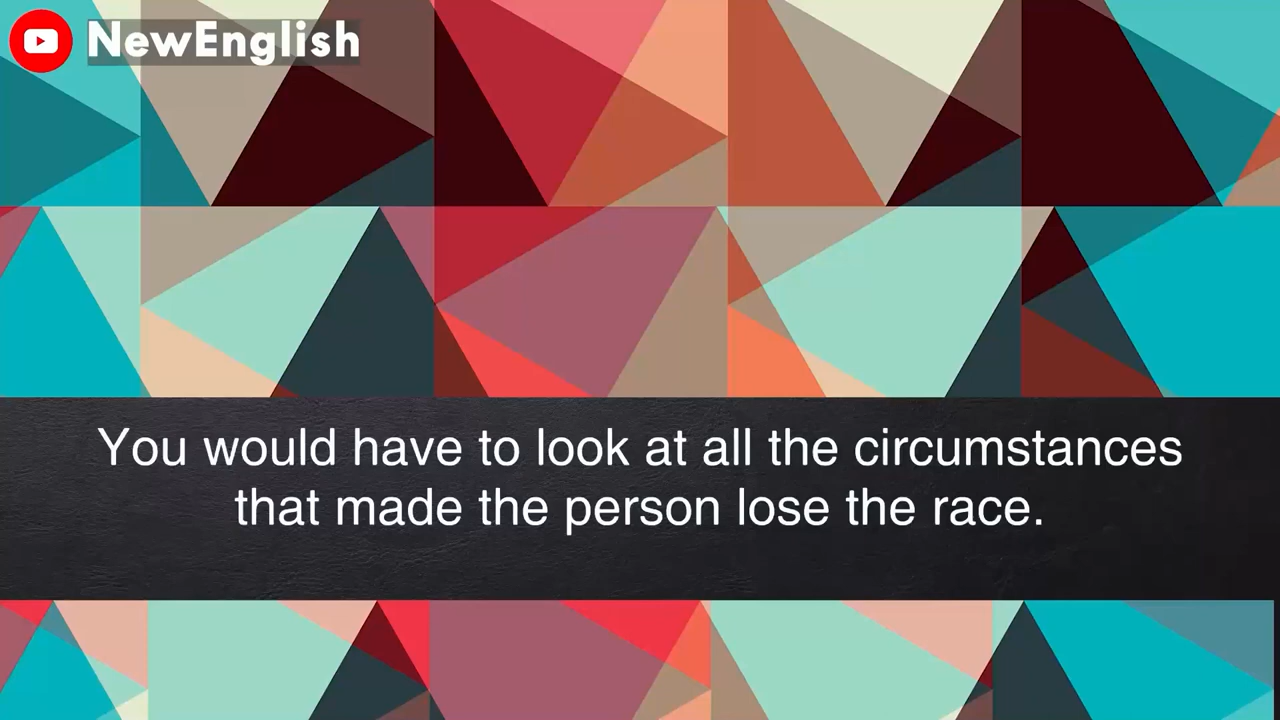 NewEnglish
You would have to look at all the circumstances
that made the person lose the race.